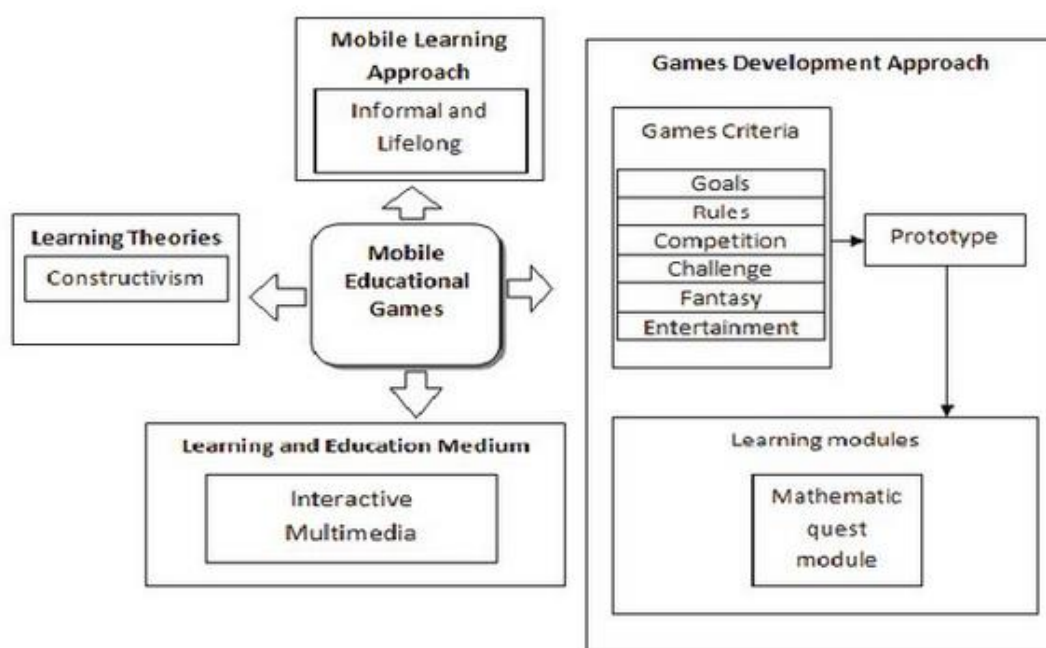 Mobile Learning
Approach
Informal and
Lifelong
Learning Theories
Constructivism
Mobile
Educational
Games
Learning and Education Medium
Interactive
Multimedia
Games Development Approach
Games Criteria
Goals
Rules
Competition
Challenge
Fantasy
Entertainment
Prototype
Learning modules
Mathematic
quest
module